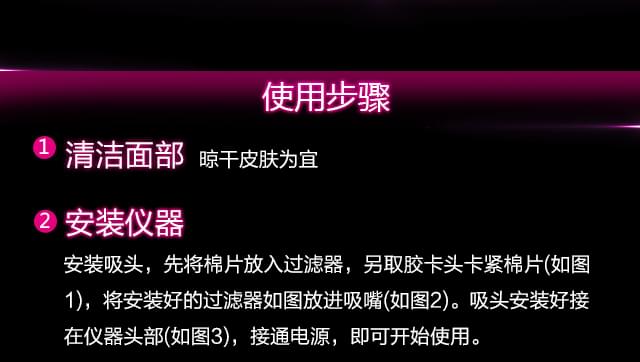 使用步骤
1 清洁面部 晾干皮肤为宜
2 安装仪器
安装吸头，先将棉片放入过滤器，另取胶卡头卡紧棉片(如图
1)，将安装好的过滤器如图放进吸嘴(如图2)。吸头安装好接
在仪器头部(如图3)，接通电源，即可开始使用。